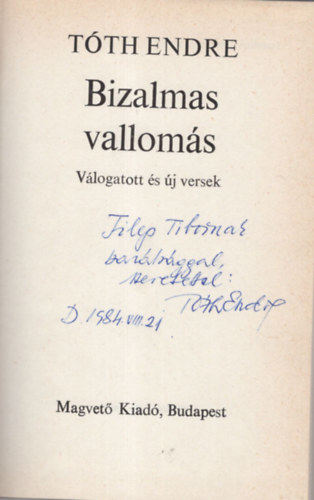 TÓTH ENDRE
Bizalmas
vallomás
Válogatott és új versek
Filep Tibornak
barátsággal,
szeretettel:
Tóth Endre
D. 1984. VIII. 21
Magvető Kiadó, Budapest